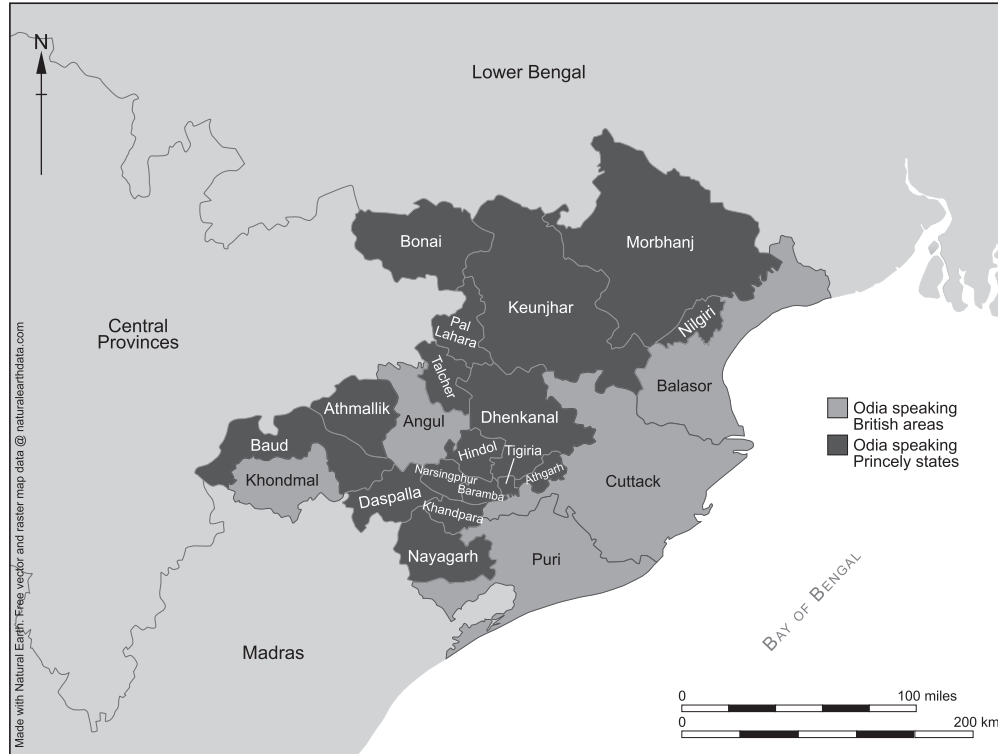 N
Lower Bengal
Bonai
Morbhanj
Keunjhar
Nilgiri
Pal
Lahara
Central
Provinces
Talcher
Balasor
Athmallik
Angul
Dhenkanal
Odia speaking
British areas
Odia speaking
Princely states
Baud
Hindol
Tigiria
Khondmal
Narsingphur
Athgarh
Cuttack
Daspalla
Baramba
Khandpara
Nayagarh
Puri
BAY OF BENGAL
Madras
0 100 miles
0 200 km
Made with Natural Earth. Free vector and raster map data @ naturalearthdata.com